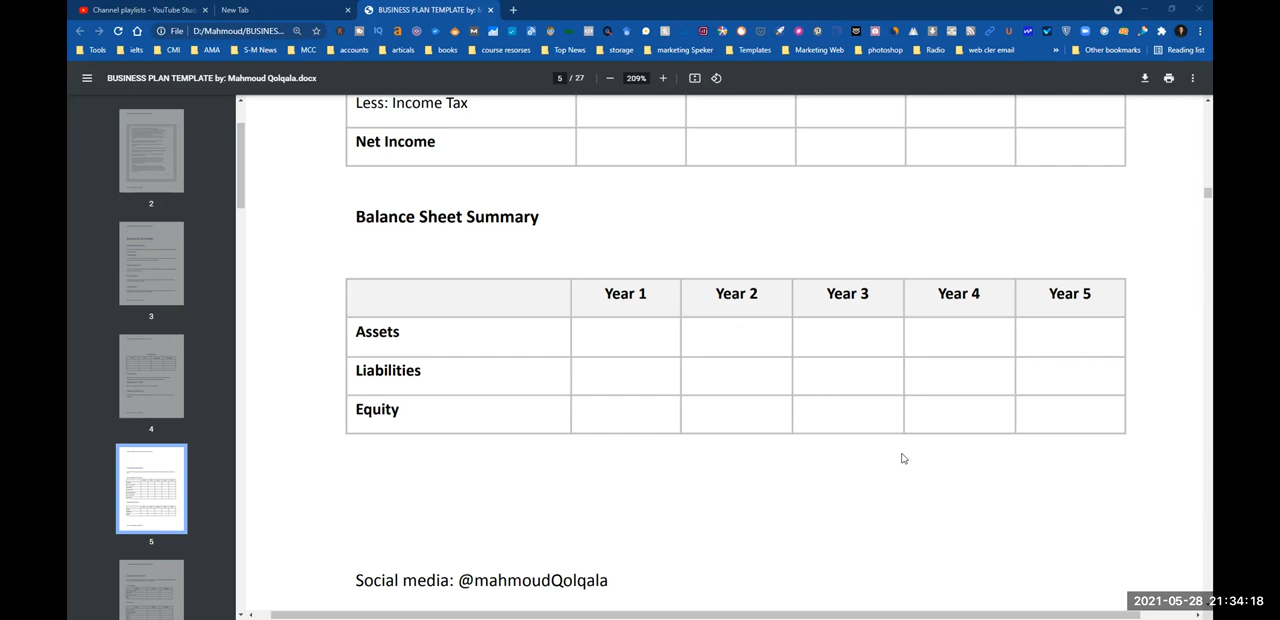 Channel playlists - YouTube Stud
New Tab
BUSINESS PLAN TEMPLATE by: M
File
D:/Mahmoud/BUSINES...
Tools
ielts
CMI
AMA
S-M News
MCC
accounts
articals
books
course resorses
Top News
storage
marketing Speker
Templates
Marketing Web
photoshop
Radio
web cler email
»
Other bookmarks
Reading list
BUSINESS PLAN TEMPLATE by: Mahmoud Qolqala.docx
5 / 27
209%
2
3
4
5
Less: Income Tax
Net Income
Balance Sheet Summary
Year 1 Year 2 Year 3 Year 4 Year 5
Assets
Liabilities
Equity
Social media: @mahmoudQolqala
2021-05-28 21:34:18